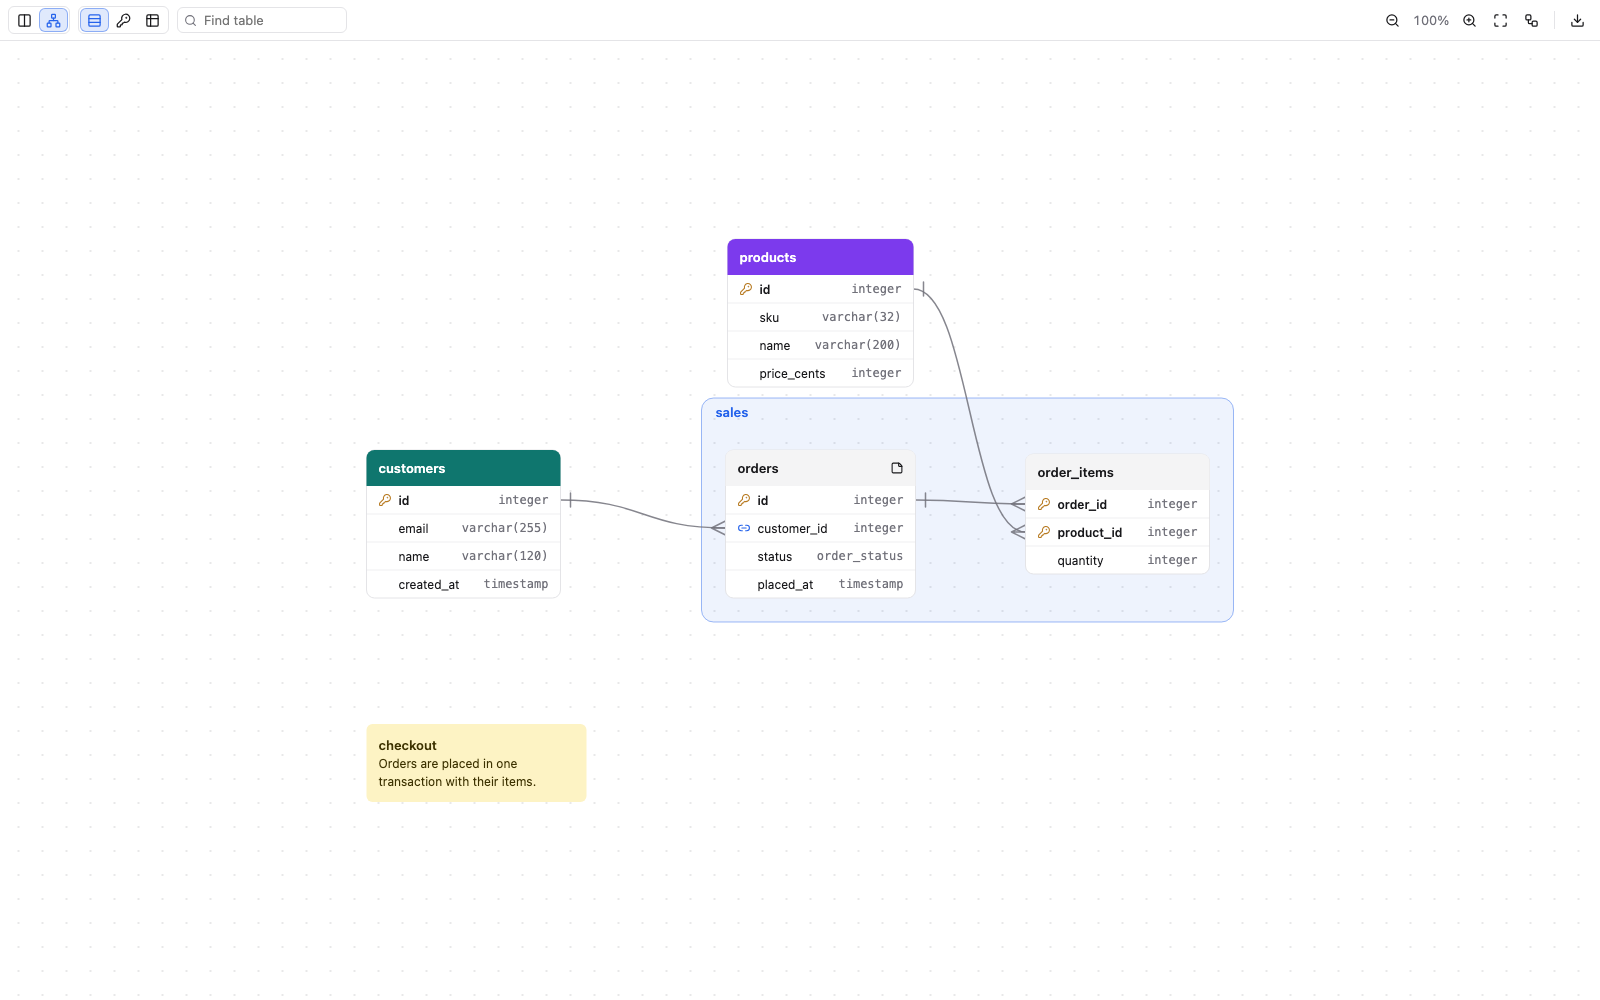 Find table
100%
products
id integer
sku varchar(32)
name varchar(200)
price_cents integer
sales
customers
id integer
email varchar(255)
name varchar(120)
created_at timestamp
orders
id integer
customer_id integer
status order_status
placed_at timestamp
order_items
order_id integer
product_id integer
quantity integer
checkout
Orders are placed in one
transaction with their items.